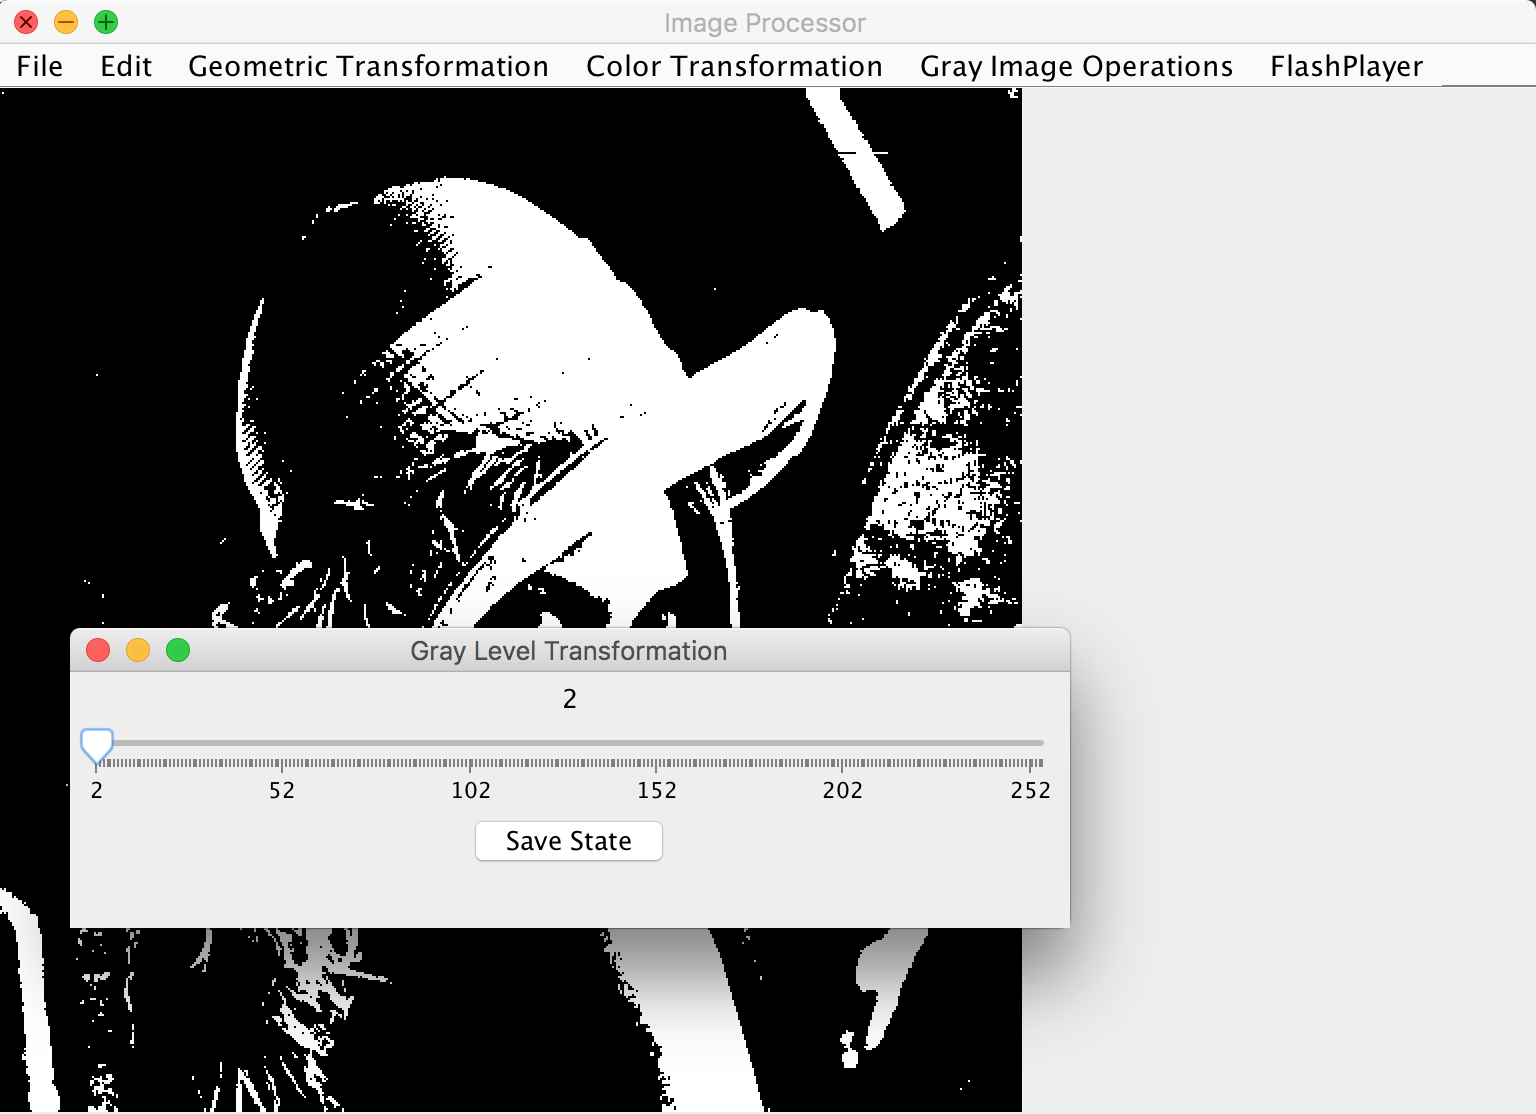 Image Processor
File Edit Geometric Transformation Color Transformation Gray Image Operations FlashPlayer
Gray Level Transformation
2
2 52 102 152 202 252
Save State